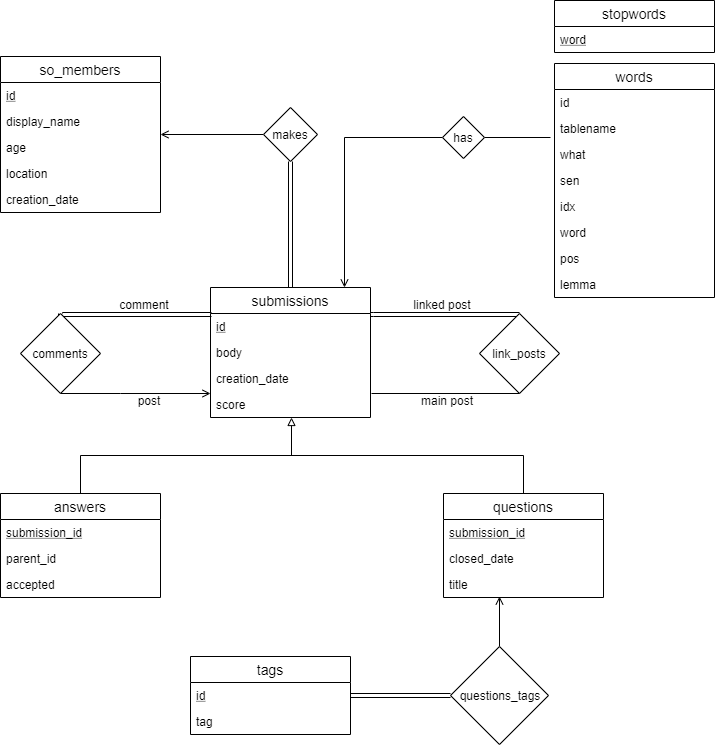 stopwords
word
so_members
id
display_name
age
location
creation_date
makes
has
words
id
tablename
what
sen
idx
word
pos
lemma
comment
comments
post
submissions
id
body
creation_date
score
linked post
link_posts
main post
answers
submission_id
parent_id
accepted
questions
submission_id
closed_date
title
tags
id
tag
questions_tags